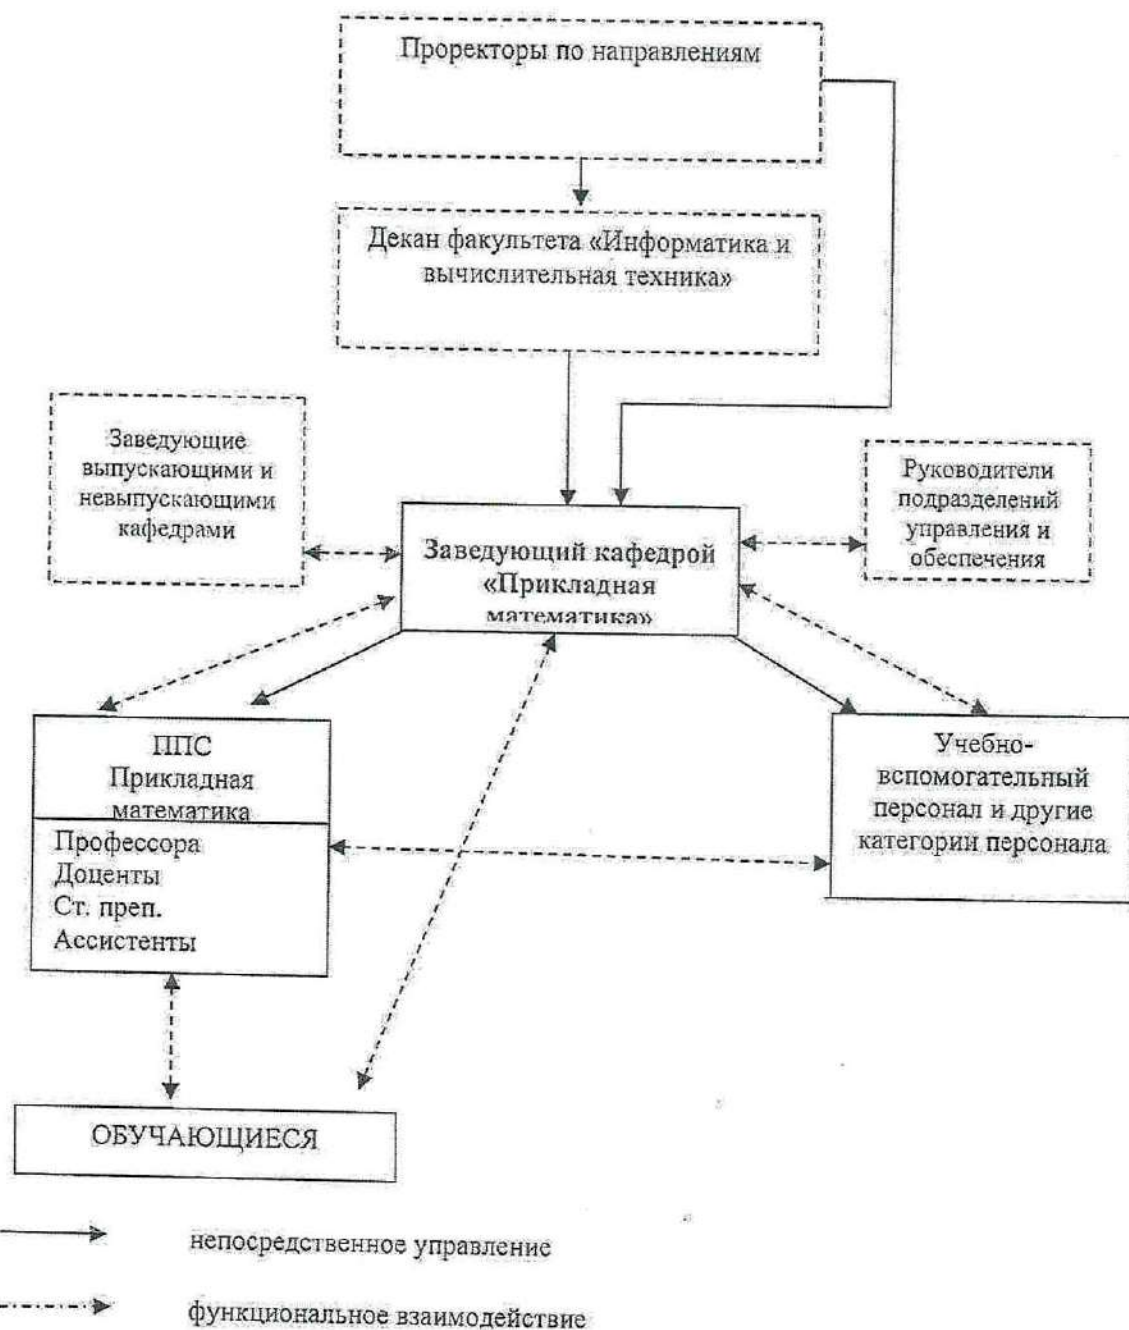 Проректоры по направлениям
Декан факультета «Информатика и
вычислительная техника»
Заведующие
выпускающими и
невыпускающими
кафедрами
Руководители
подразделений
управления и
обеспечения
Заведующий кафедрой
«Прикладная
математика»
ППС
Прикладная
математика
Профессора
Доценты
Ст. преп.
Ассистенты
Учебно-
вспомогательный
персонал и другие
категории персонала
ОБУЧАЮЩИЕСЯ
непосредственное управление
функциональное взаимодействие